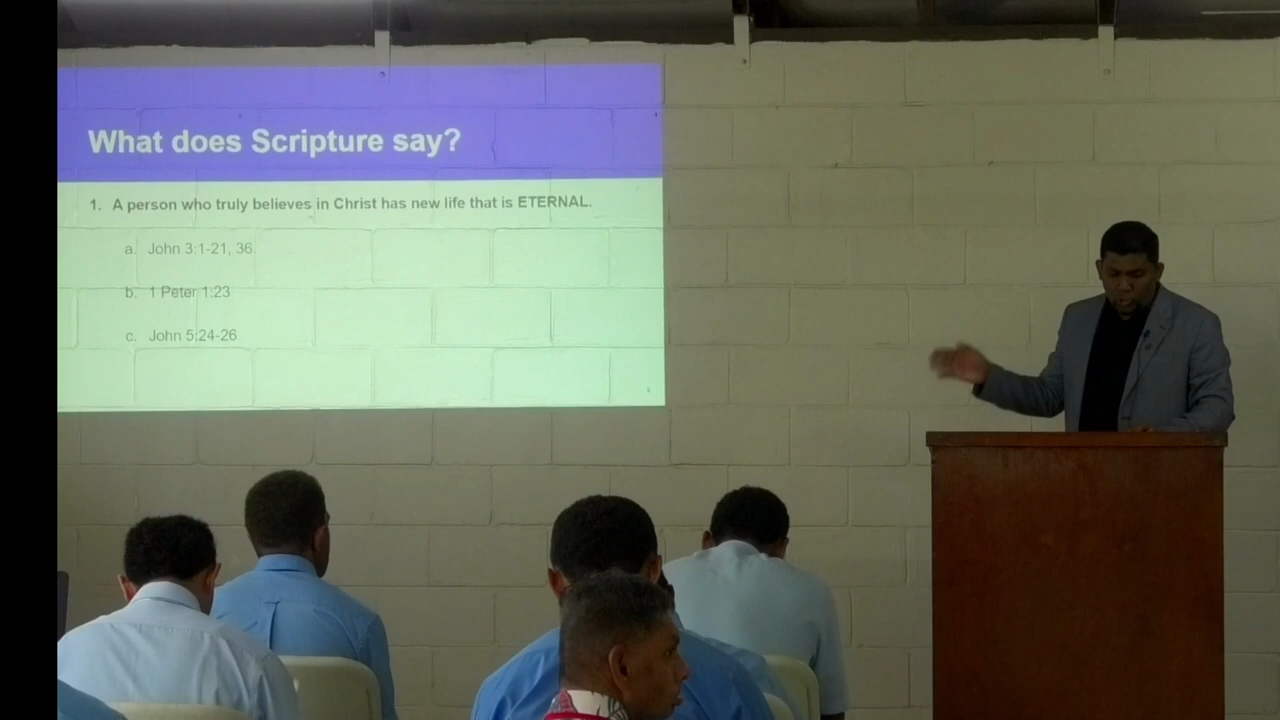 What does Scripture say?
1. A person who truly believes in Christ has new life that is ETERNAL.
a. John 3:1-21, 36
b. 1 Peter 1:23
c. John 5:24-26